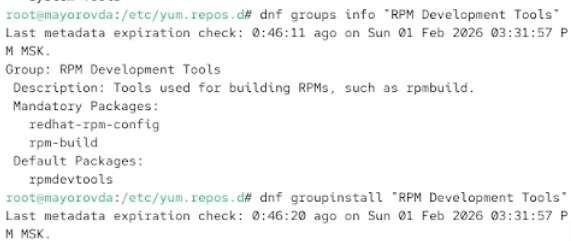 root@mayorovda:/etc/yum.repos.d# dnf groups info "RPM Development Tools"
Last metadata expiration check: 0:46:11 ago on Sun 01 Feb 2026 03:31:57 P
M MSK.
Group: RPM Development Tools
 Description: Tools used for building RPMs, such as rpmbuild.
 Mandatory Packages:
   redhat-rpm-config
   rpm-build
 Default Packages:
   rpmdevtools
root@mayorovda:/etc/yum.repos.d# dnf groupinstall "RPM Development Tools"
Last metadata expiration check: 0:46:20 ago on Sun 01 Feb 2026 03:31:57 P
M MSK.